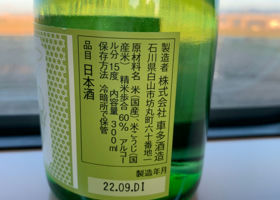 製造者 株式会社 車多酒造
石川県白山市坊丸町六十番地一
原材料名 米(国産)、米こうじ(国
産米) 精米歩合60% アルコー
ル分15度 内容量300ml
保存方法 冷暗所で保管
品目 日本酒
製造年月
22.09.DI